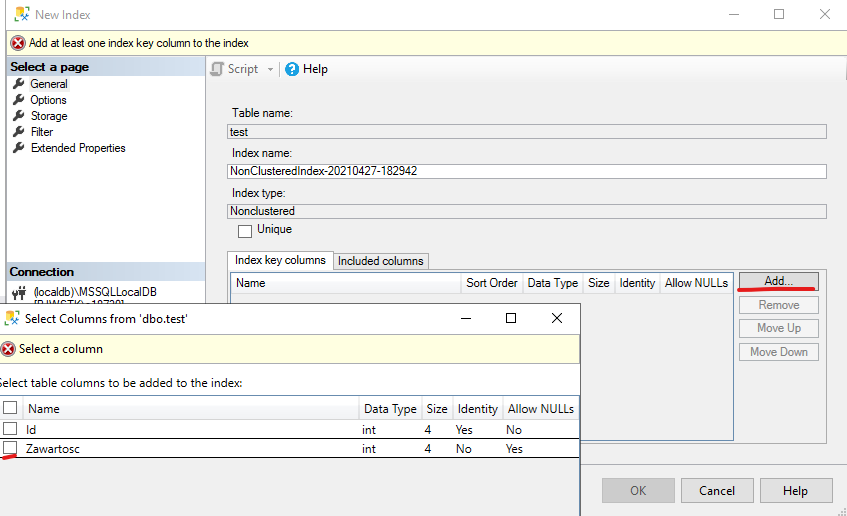 New Index
Add at least one index key column to the index
Select a page
General
Options
Storage
Filter
Extended Properties
Script
Help
Table name:
test
Index name:
NonClusteredIndex-20210427-182942
Index type:
Nonclustered
Unique
Index key columns
Included columns
Name Sort Order Data Type Size Identity Allow NULLs
Add...
Remove
Move Up
Move Down
Connection
(localdb)\MSSQLLocalDB
Select Columns from 'dbo.test'
Select a column
Select table columns to be added to the index:
Name Data Type Size Identity Allow NULLs
Id int 4 Yes No
Zawartosc int 4 No Yes
OK
Cancel
Help